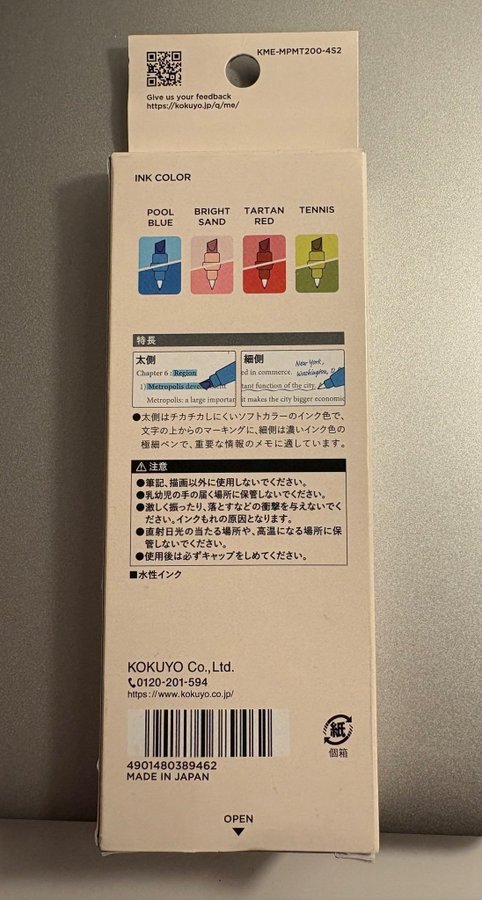 KME-MPMT200-4S2
Give us your feedback
https://kokuyo.jp/q/me/
INK COLOR
POOL BLUE
BRIGHT SAND
TARTAN RED
TENNIS
特長
太側
Chapter 6 : Region
1) Metropolis
Metropolis: a large important
細側
New York,
Washington,
ed in commerce.
tant function of the city.
it makes the city bigger economic
●太側はチカチカしにくいソフトカラーのインク色で、
文字の上からのマーキングに、細側は濃いインク色の
極細ペンで、重要な情報のメモに適しています。
⚠注意
●筆記、描画以外に使用しないでください。
●乳幼児の手の届く場所に保管しないでください。
●激しく振ったり、落とすなどの衝撃を与えないでく
ださい。インクもれの原因となります。
●直射日光の当たる場所や、高温になる場所に保
管しないでください。
●使用後は必ずキャップをしめてください。
■水性インク
KOKUYO Co.,Ltd.
0120-201-594
https://www.kokuyo.co.jp/
4901480389462
MADE IN JAPAN
紙
個箱
OPEN